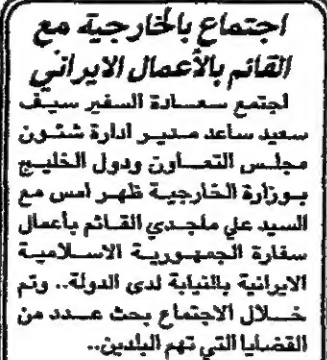 اجتماع بالخارجية مع
القائم بالأعمال الايراني
اجتمع سعادة السفير سيف
سعيد ساعد مدير ادارة شئون
مجلس التعاون ودول الخليج
بوزارة الخارجية ظهر امس مع
السيد علي ماجدي القائم بأعمال
سفارة الجمهورية الاسلامية
الايرانية بالنيابة لدى الدولة.. وتم
خلال الاجتماع بحث عدد من
القضايا التي تهم البلدين..